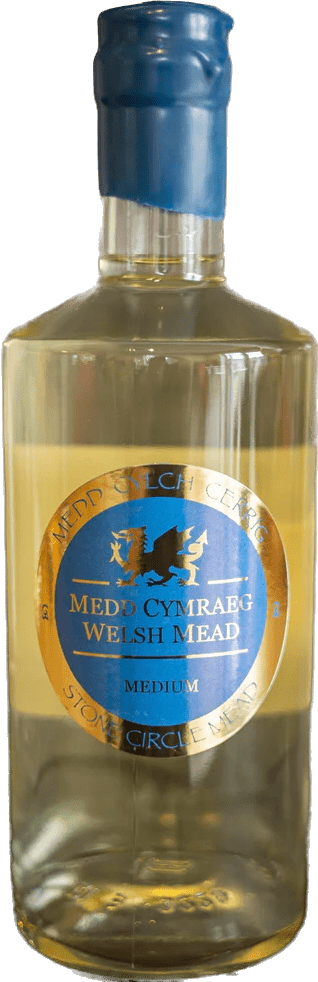 MEDD CYLCH CERRIG
MEDD CYMRAEG
WELSH MEAD
MEDIUM
STONE CIRCLE MEAD